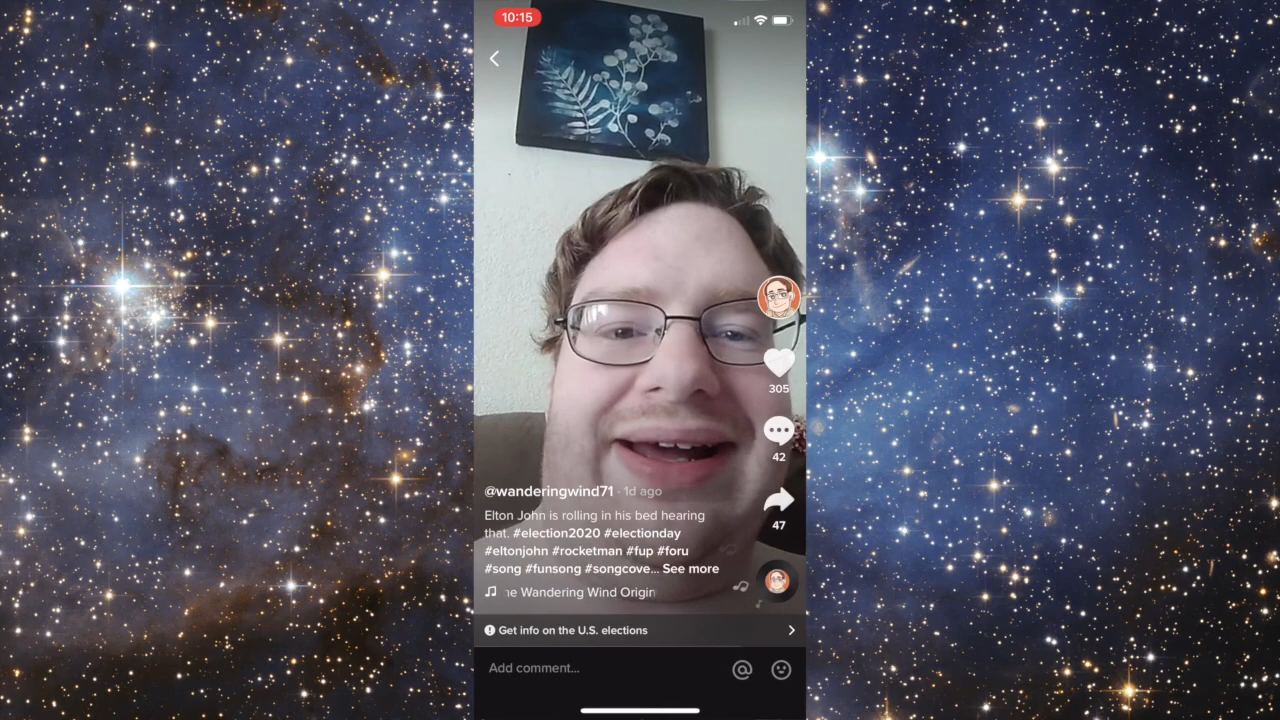 10:15
@wanderingwind71 · 1d ago
Elton John is rolling in his bed hearing
that. #election2020 #electionday
#eltonjohn #rocketman #fup #foru
#song #funsong #songcove... See more
Wandering Wind Origin
Get info on the U.S. elections
Add comment...
305
42
47